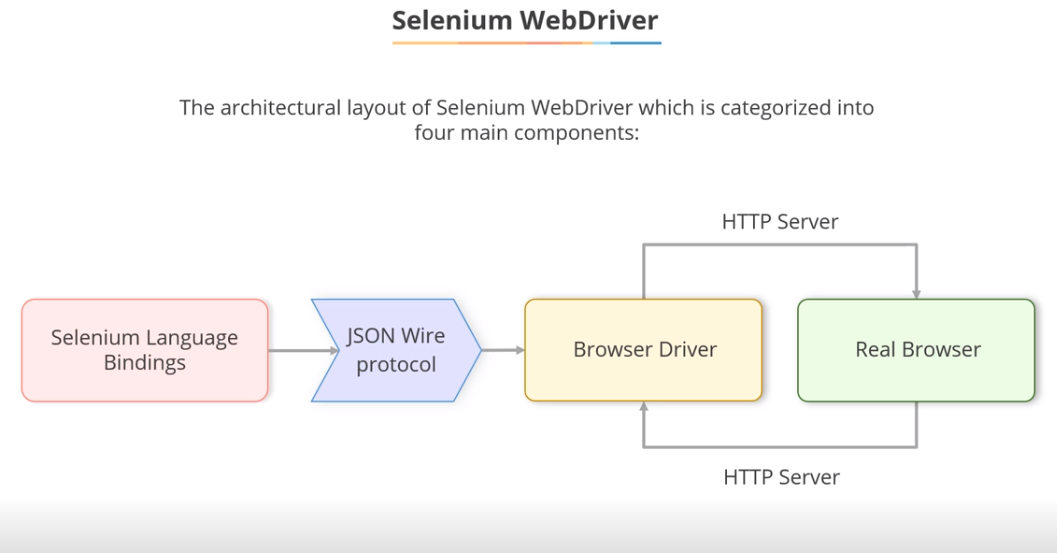 Selenium WebDriver
The architectural layout of Selenium WebDriver which is categorized into
four main components:
HTTP Server
Selenium Language
Bindings
JSON Wire
protocol
Browser Driver
Real Browser
HTTP Server